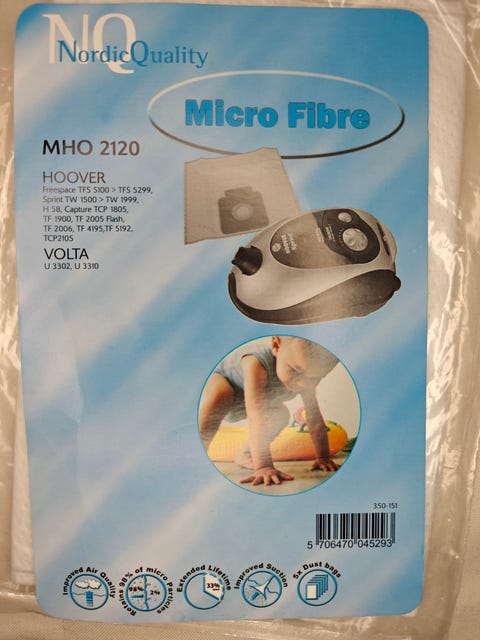 NQ
NordicQuality
Micro Fibre
MHO 2120
HOOVER
Freespace TFS 5100 > TFS 5299,
Sprint TW 1500 > TW 1999,
H 58, Capture TCP 1805,
TF 1900, TF 2005 Flash,
TF 2006, TF 4195,TF 5192,
TCP2105
VOLTA
U 3302, U 3310
350-151
5 706470 045293
Improved Air Quality
Retains 98% of micro particles
98%
2%
Extended Lifetime
33%
Improved Suction
5x Dust bags